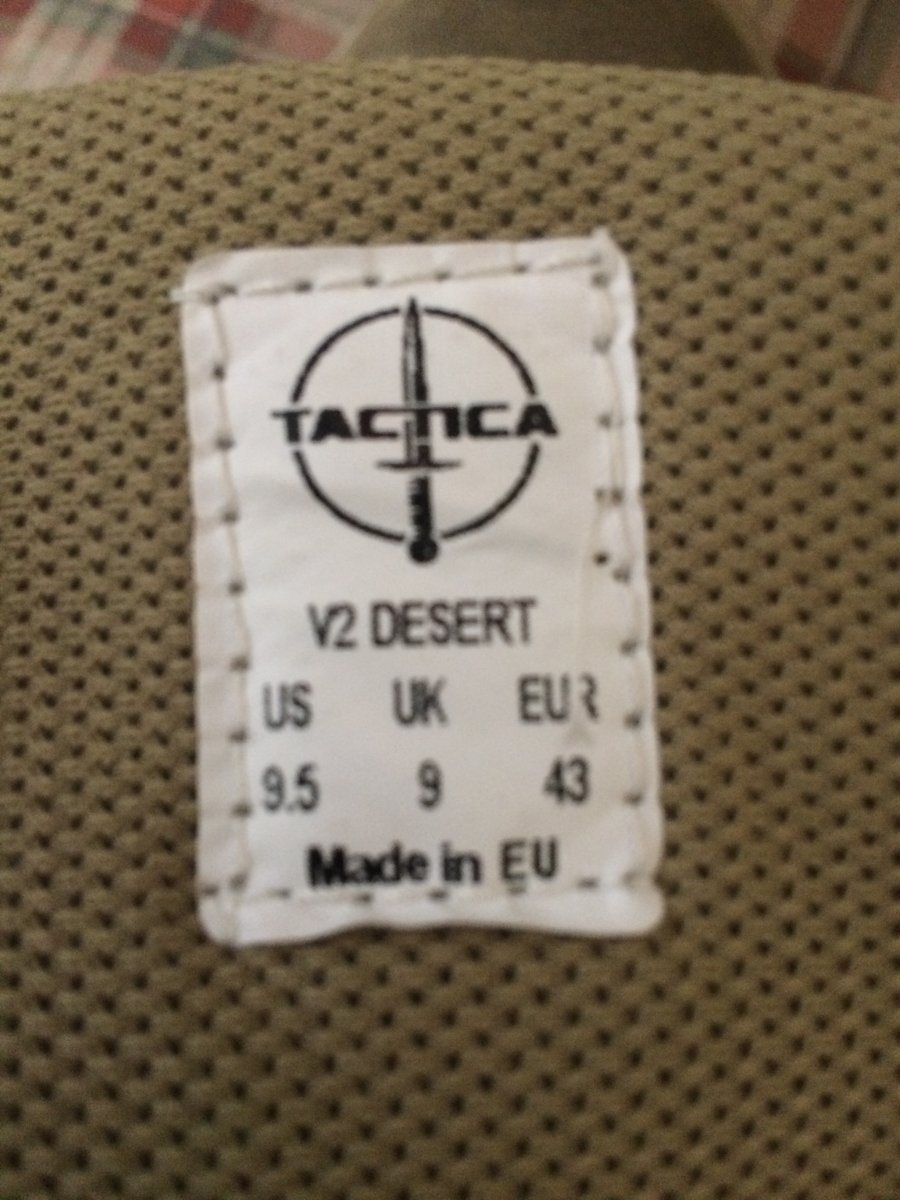 TACTICA
V2 DESERT
US UK EUR
9.5 9 43
Made in EU